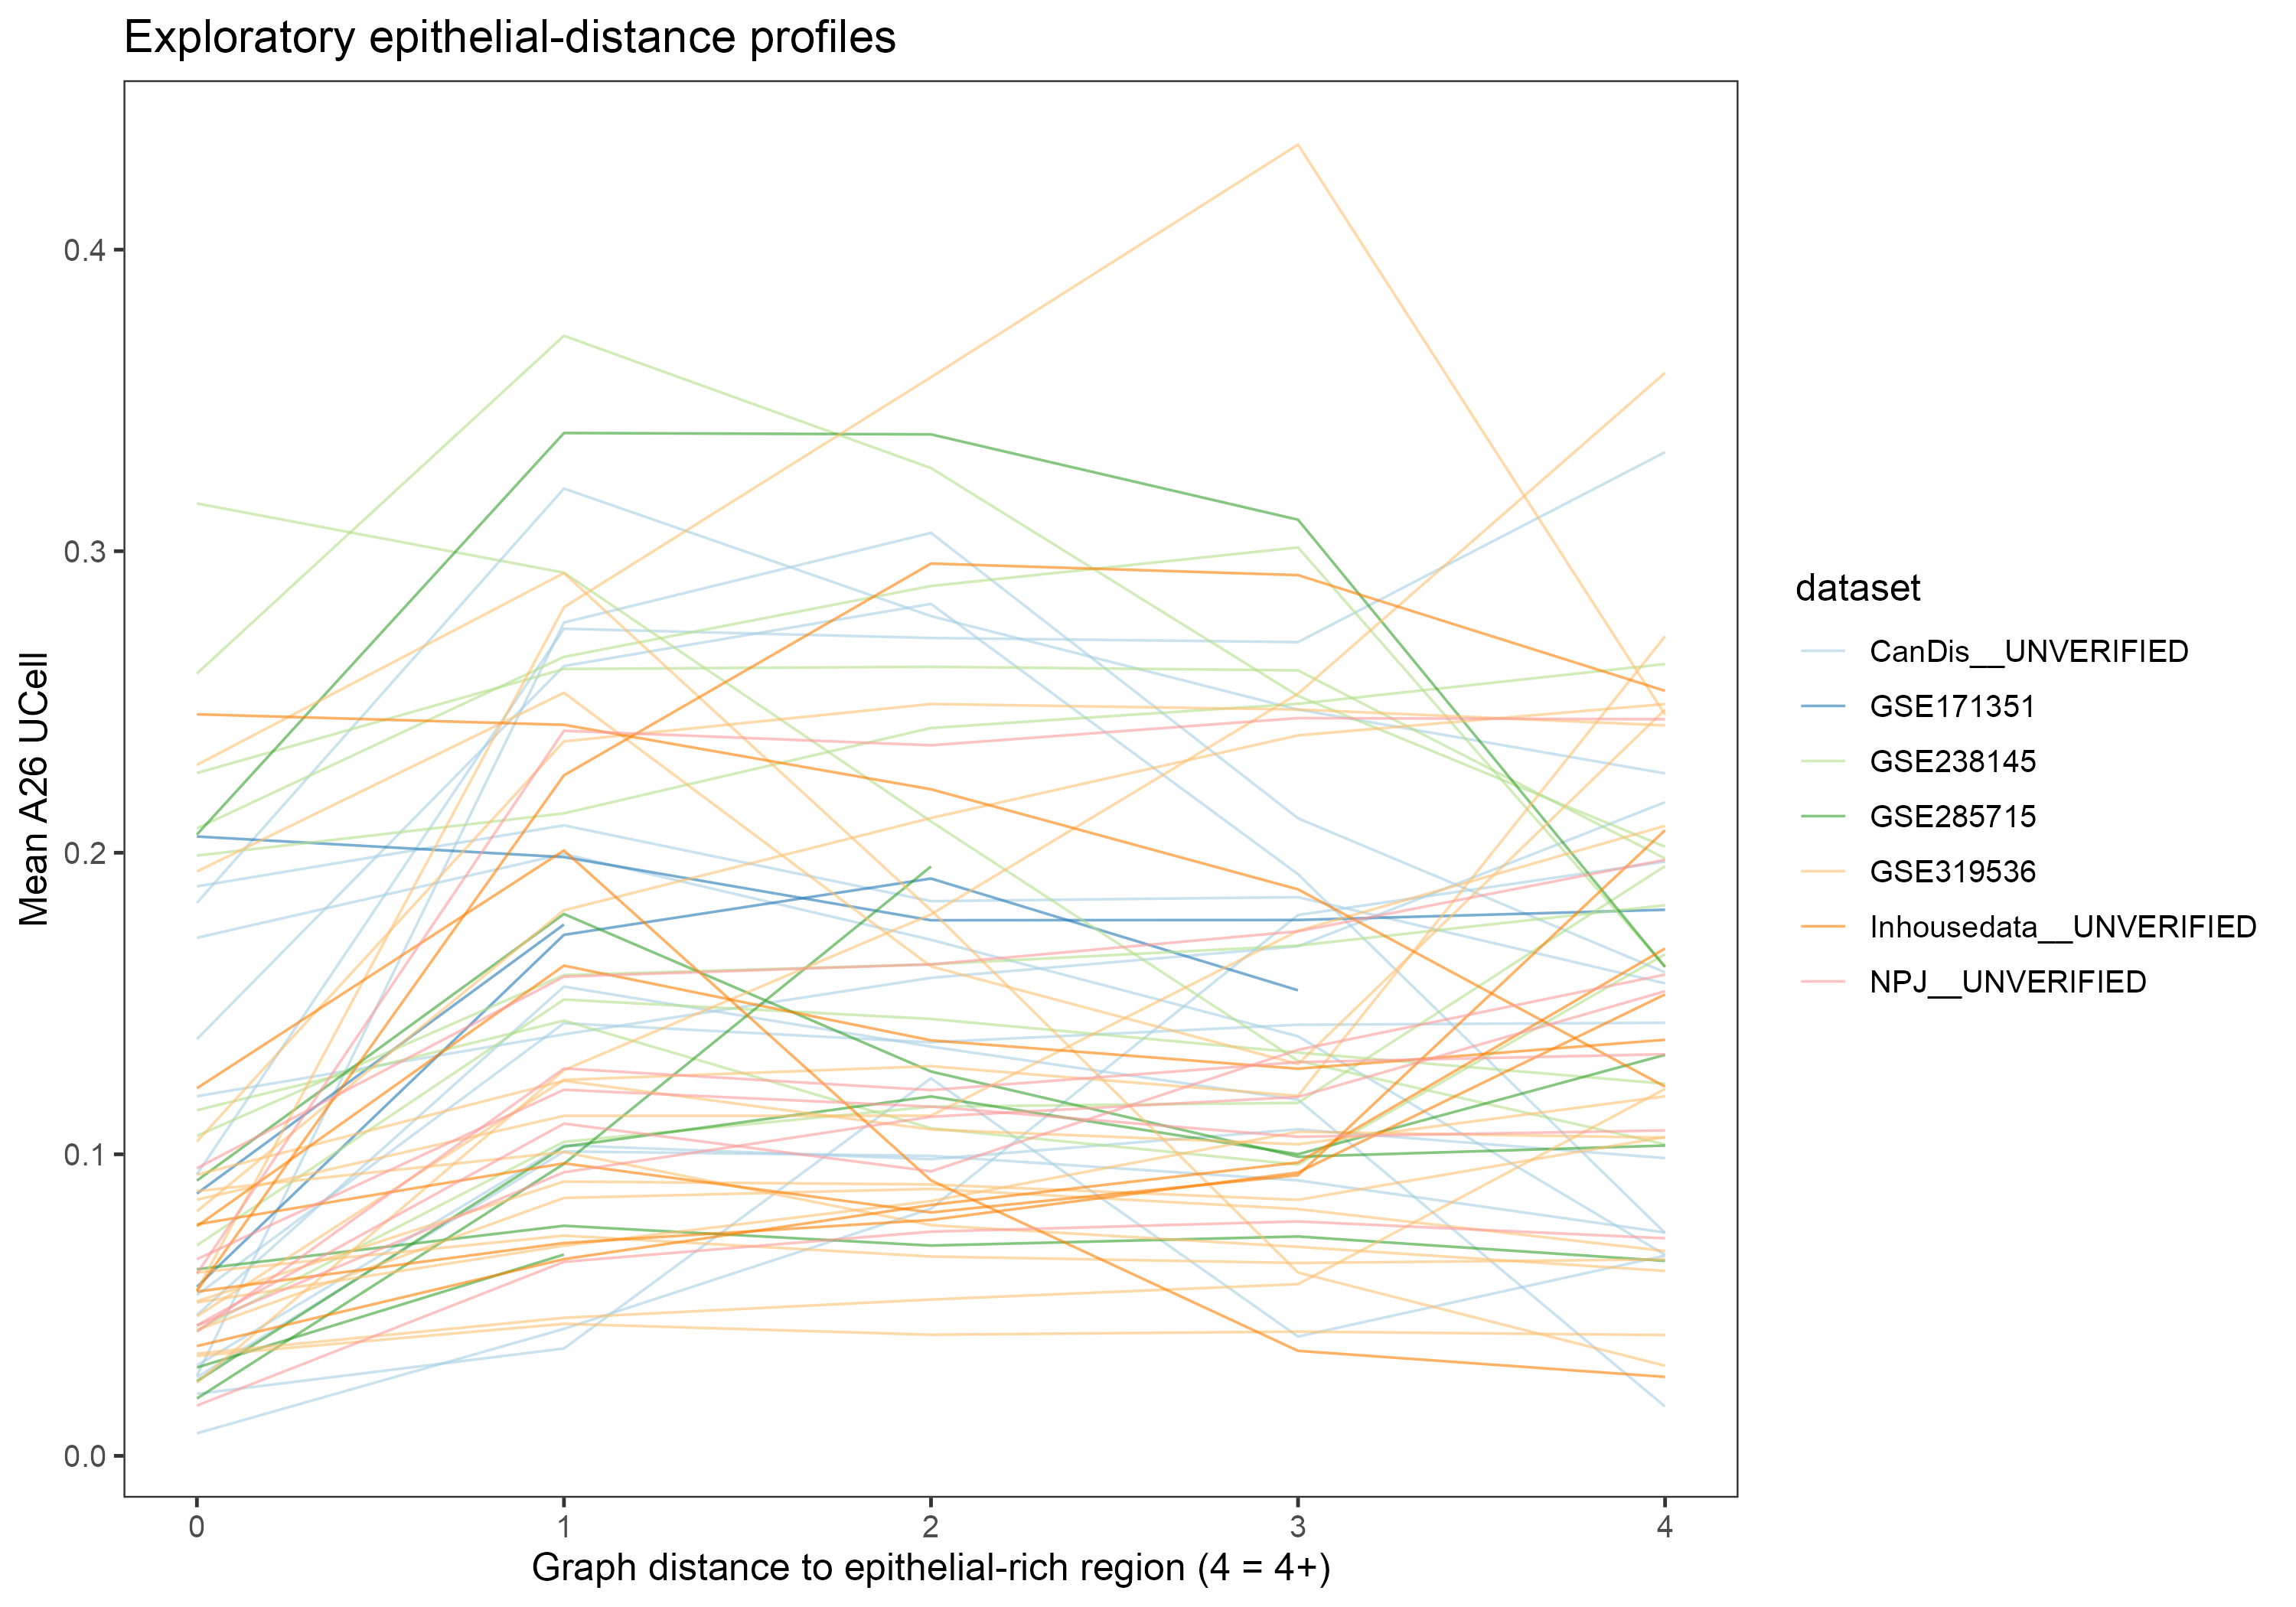 Exploratory epithelial-distance profiles
Mean A26 UCell
0.4
0.3
0.2
0.1
0.0
0 1 2 3 4
Graph distance to epithelial-rich region (4 = 4+)
dataset
CanDis__UNVERIFIED
GSE171351
GSE238145
GSE285715
GSE319536
Inhousedata__UNVERIFIED
NPJ__UNVERIFIED